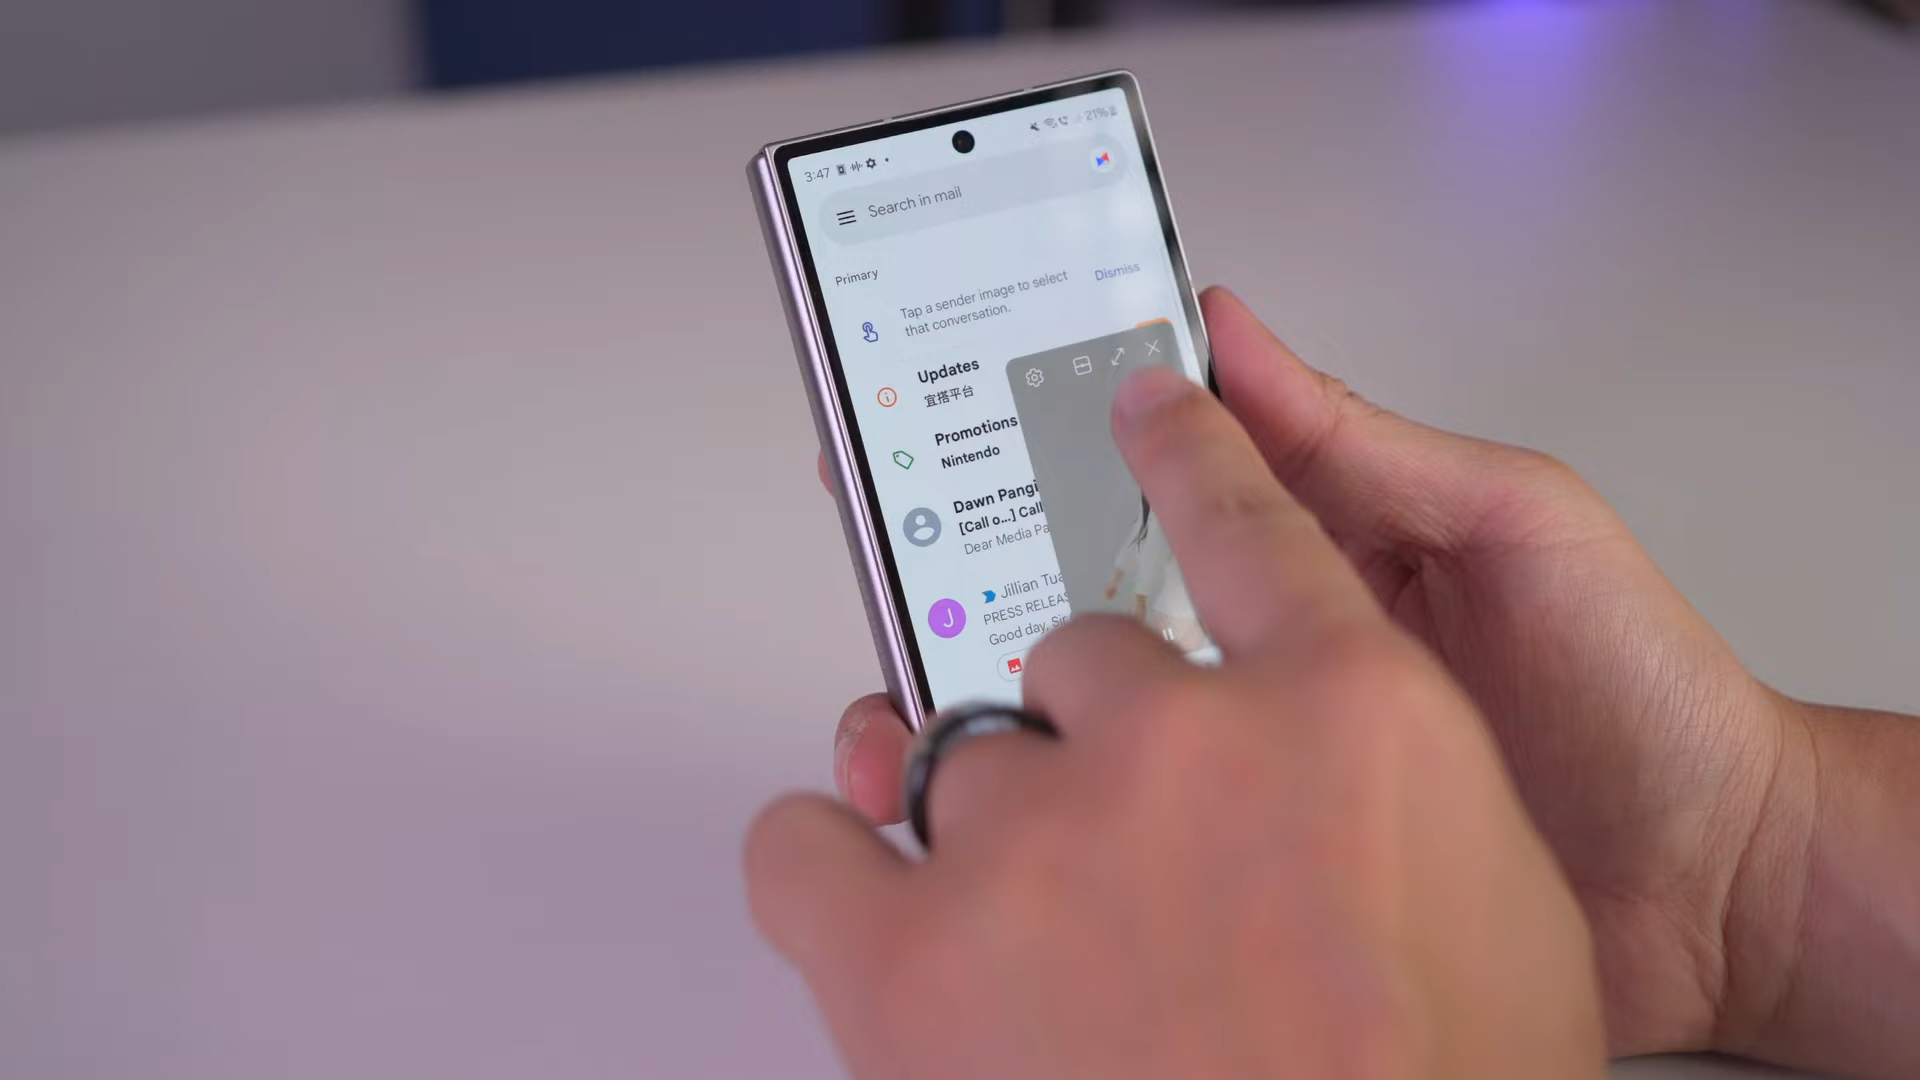 3:47
21%
Search in mail
Primary
Tap a sender image to select
that conversation.
Dismiss
Updates
宜搭平台
Promotions
Nintendo
Dawn Pangi
[Call o...] Call
Dear Media Pa
J
Jillian Tua
PRESS RELEAS
Good day, Sir